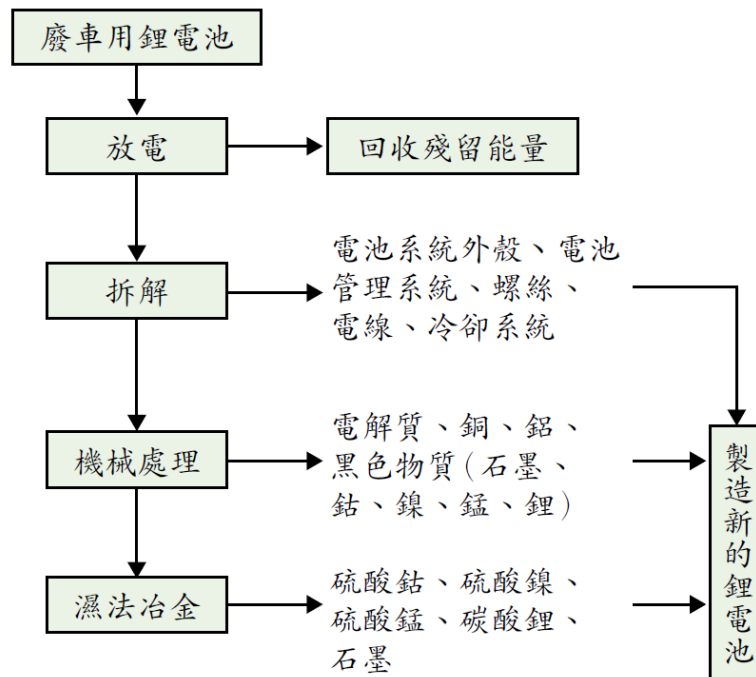 廢車用鋰電池
放電
回收殘留能量
拆解
電池系統外殼、電池
管理系統、螺絲、
電線、冷卻系統
機械處理
電解質、銅、鋁、
黑色物質(石墨、
鈷、鎳、錳、鋰)
濕法冶金
硫酸鈷、硫酸鎳、
硫酸錳、碳酸鋰、
石墨
製造新的鋰電池